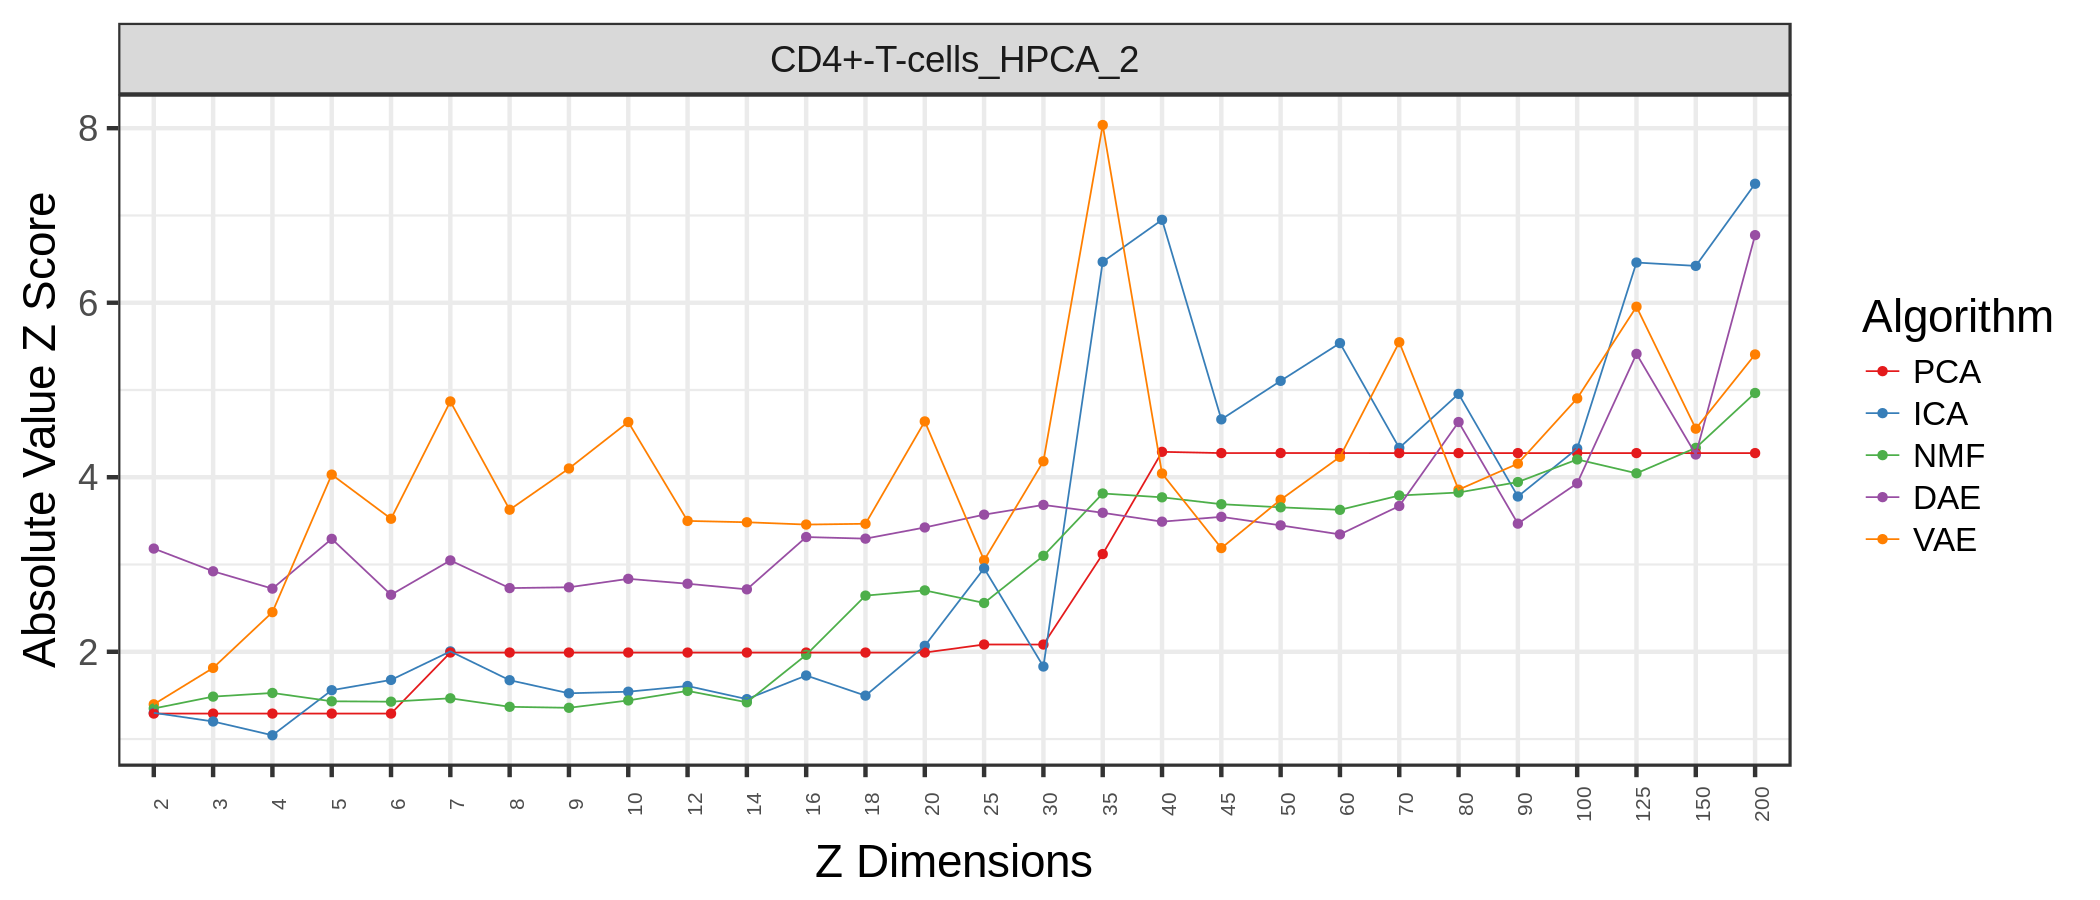 CD4+-T-cells_HPCA_2
Absolute Value Z Score
8
6
4
2
2 3 4 5 6 7 8 9 10 12 14 16 18 20 25 30 35 40 45 50 60 70 80 90 100 125 150 200
Z Dimensions
Algorithm
PCA
ICA
NMF
DAE
VAE